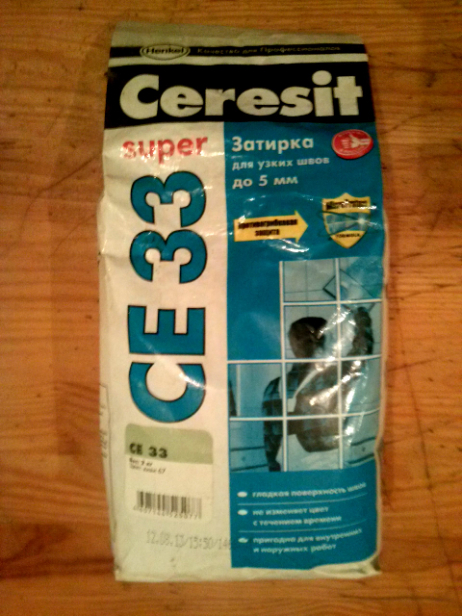 Henkel
Качество для Профессионалов
Ceresit
super
CE 33
Затирка
для узких швов
до 5 мм
противогрибковая
защита
CE 33
гладкая поверхность швов
не изменяет цвет
с течением времени
пригодна для внутренних
и наружных работ